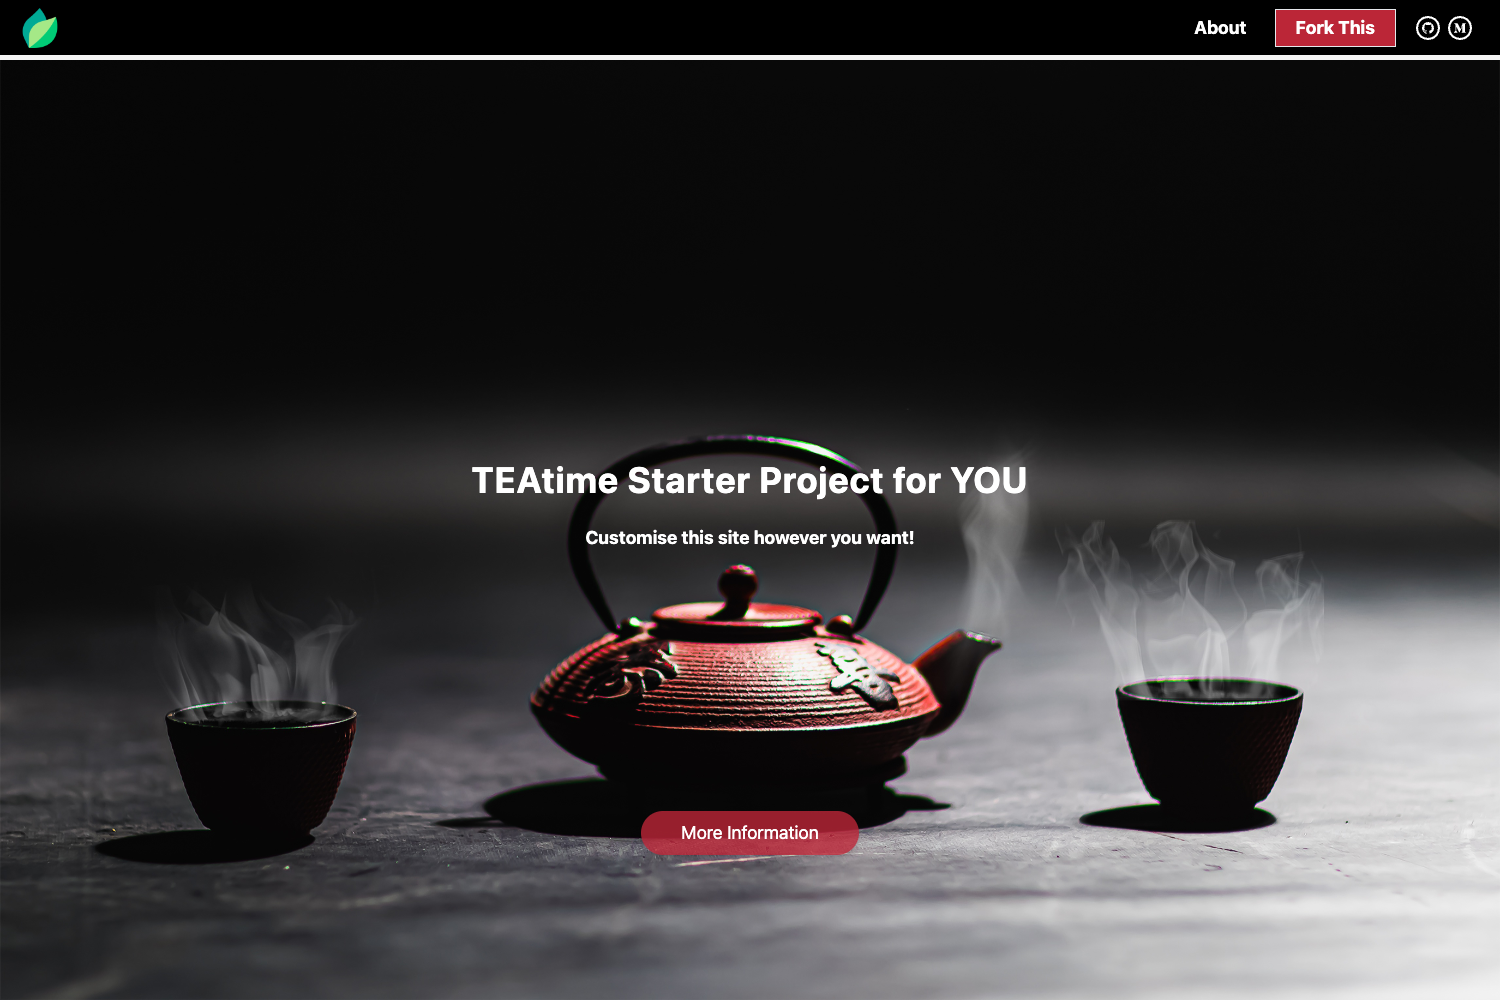 About
Fork This
M
TEAtime Starter Project for YOU
Customise this site however you want!
More Information